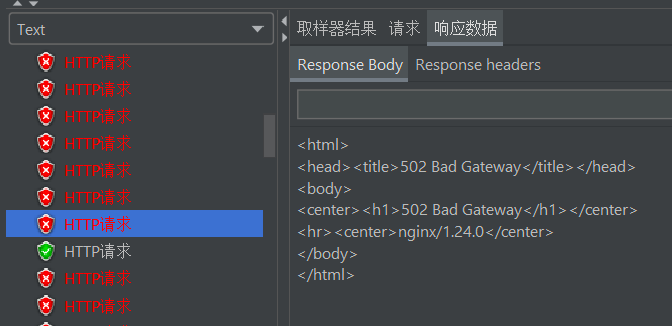 Text
HTTP请求
HTTP请求
HTTP请求
HTTP请求
HTTP请求
HTTP请求
HTTP请求
HTTP请求
HTTP请求
HTTP请求
取样器结果 请求 响应数据
Response Body Response headers
<html>
<head><title>502 Bad Gateway</title></head>
<body>
<center><h1>502 Bad Gateway</h1></center>
<hr><center>nginx/1.24.0</center>
</body>
</html>